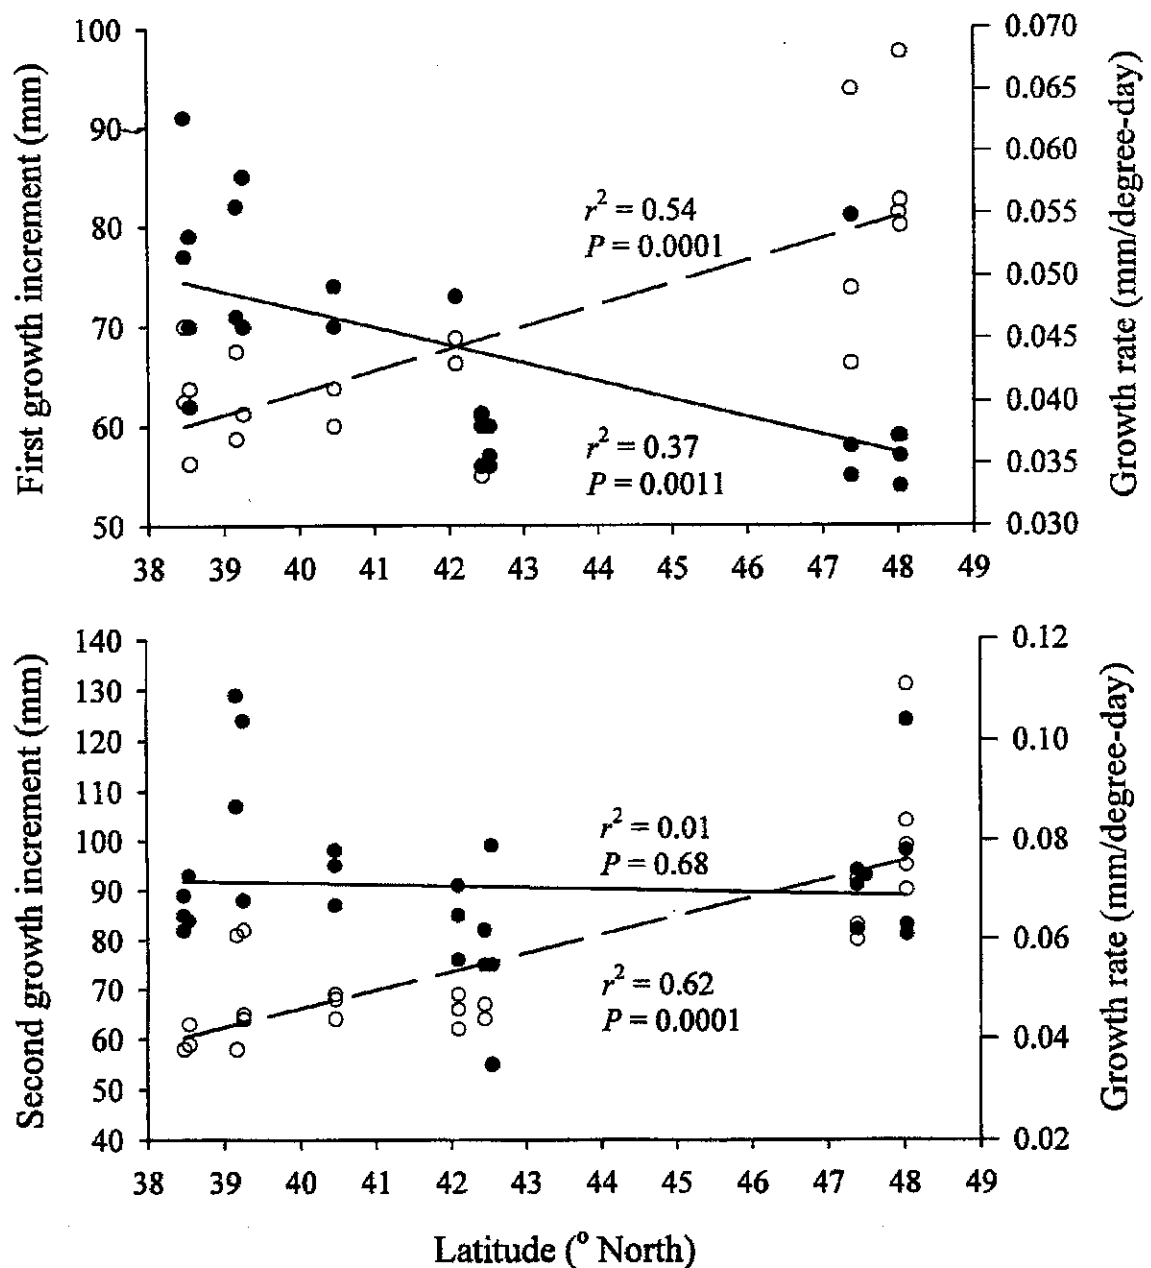 First growth increment (mm)
100
90
80
70
60
50
r² = 0.54
P = 0.0001
r² = 0.37
P = 0.0011
0.070
0.065
0.060
0.055
0.050
0.045
0.040
0.035
0.030
Growth rate (mm/degree-day)
38 39 40 41 42 43 44 45 46 47 48 49
Second growth increment (mm)
140
130
120
110
100
90
80
70
60
50
40
r² = 0.01
P = 0.68
r² = 0.62
P = 0.0001
0.12
0.10
0.08
0.06
0.04
0.02
Growth rate (mm/degree-day)
38 39 40 41 42 43 44 45 46 47 48 49
Latitude (° North)